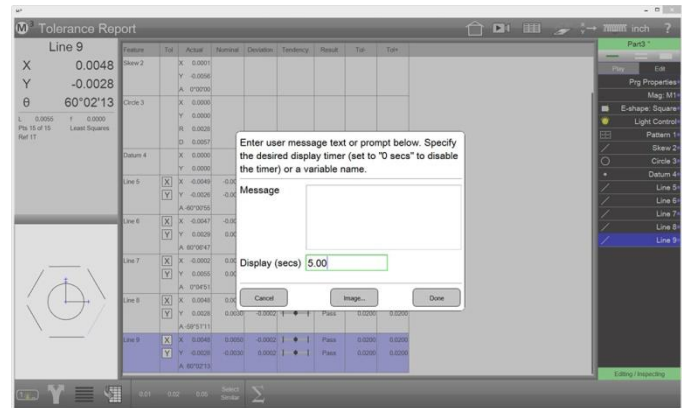 M³ Tolerance Report
inch ?
Line 9
X 0.0048
Y -0.0028
θ 60°02'13
L 0.0055 f 0.0000
Pts 15 of 15 Least Squares
Ref 17
Feature Tol Actual Nominal Deviation Tendency Result Tol- Tol+
Skew 2 X 0.0001
Y -0.0056
A 0°00'00
Circle 3 X 0.0006
Y 0.0000
R 0.0028
D 0.0057
Datum 4 X 0.0000
Y 0.0000
Line 5 X X -0.0049
Y Y -0.0026
A -60°00'55
Line 6 X X -0.0047
Y Y 0.0029
A 60°06'47
Line 7 X X -0.0002
Y Y 0.0055
A 0°04'51
Line 8 X X 0.0048
Y Y 0.0028 0.0030 -0.0002 Pass 0.0200 0.0200
A -59°57'11
Line 9 X X 0.0048 0.0050 -0.0002 Pass 0.0200 0.0200
Y Y -0.0028 -0.0030 0.0002 Pass 0.0200 0.0200
A 60°02'13
Enter user message text or prompt below. Specify
the desired display timer (set to "0 secs" to disable
the timer) or a variable name.
Message
Display (secs) 5.00
Cancel Image... Done
Part3 *
Play Edit
Prg Properties
Mag: M1
E-shape: Square
Light Control
Pattern 1
Skew 2
Circle 3
Datum 4
Line 5
Line 6
Line 7
Line 8
Line 9
Editing / Inspecting
0.01 0.02 0.05 Select
Similar